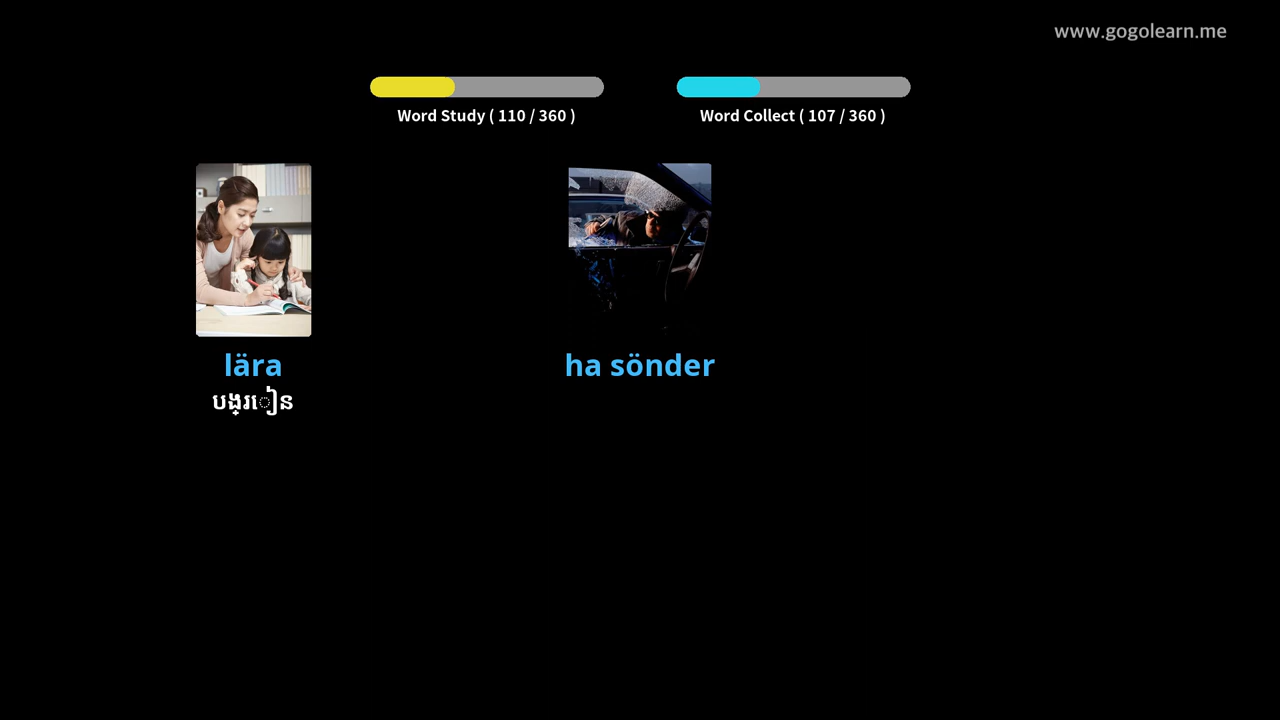 www.gogolearn.me
Word Study ( 110 / 360 )
Word Collect ( 107 / 360 )
lära
ha sönder
បង្រៀន